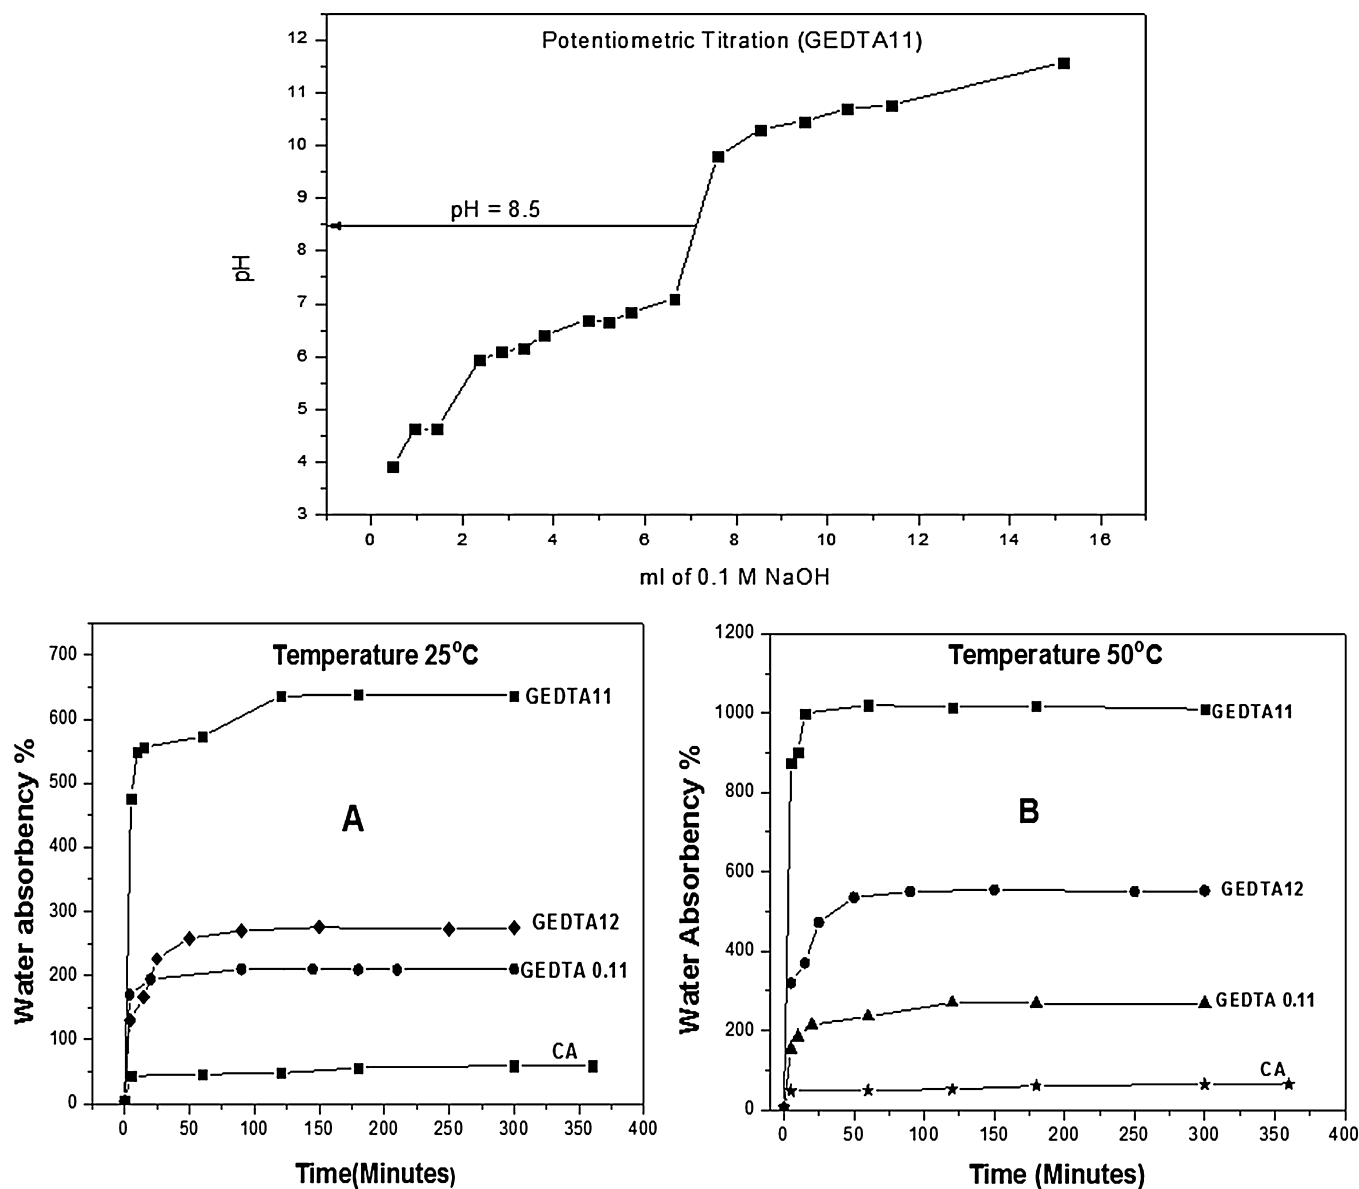 Potentiometric Titration (GEDTA11)
12
11
10
9
8
7
6
5
4
3
pH
pH = 8.5
0 2 4 6 8 10 12 14 16
ml of 0.1 M NaOH
Temperature 25°C
700
600
500
400
300
200
100
0
Water absorbency %
GEDTA11
A
GEDTA12
GEDTA 0.11
CA
0 50 100 150 200 250 300 350 400
Time(Minutes)
Temperature 50°C
1200
1000
800
600
400
200
0
Water Absorbency %
GEDTA11
B
GEDTA12
GEDTA 0.11
CA
0 50 100 150 200 250 300 350 400
Time (Minutes)